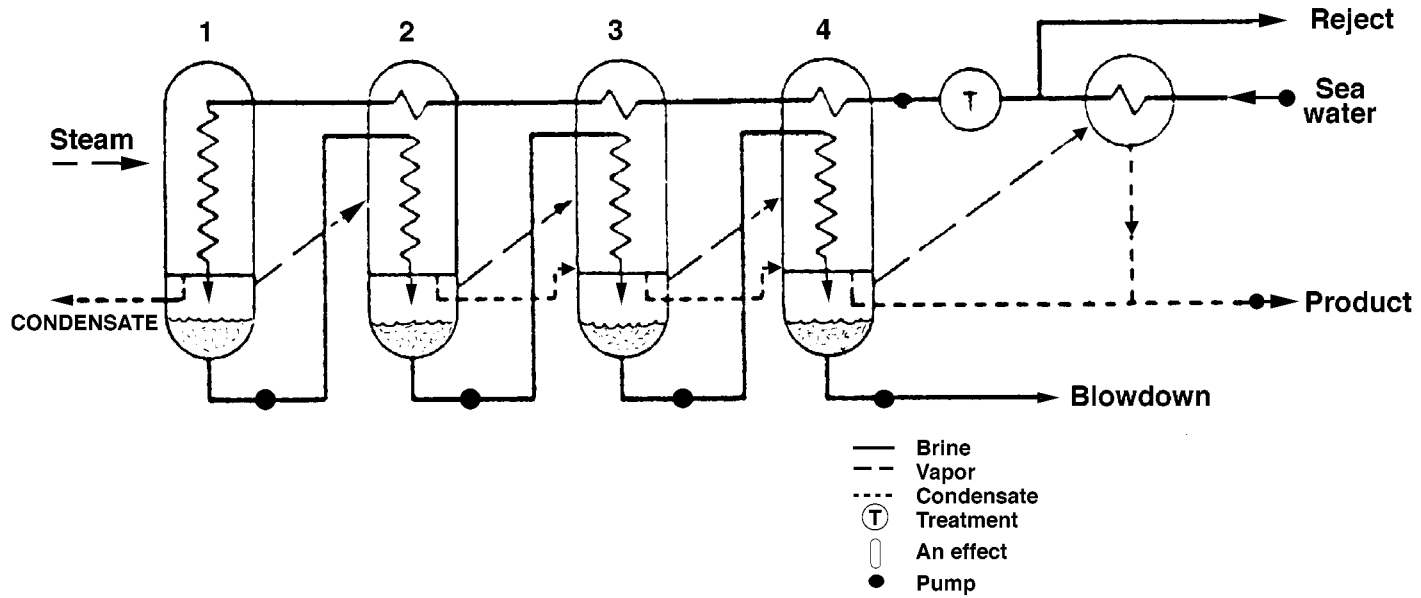 1
2
3
4
Reject
Sea
water
T
Steam
CONDENSATE
Product
Blowdown
Brine
Vapor
Condensate
T Treatment
An effect
Pump